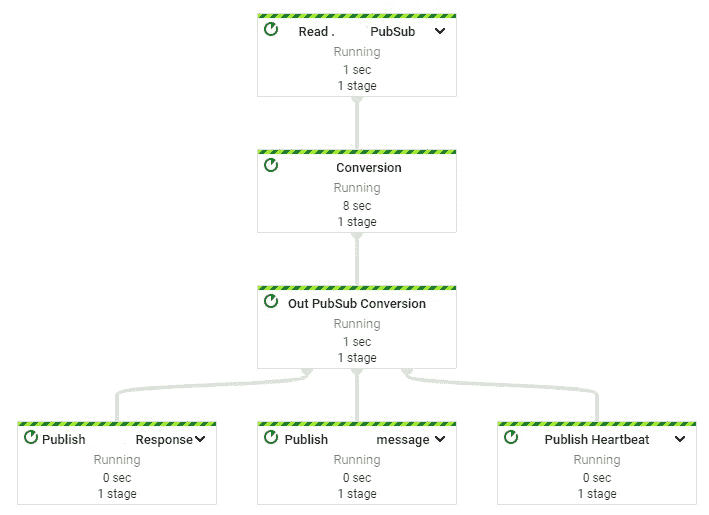 Read . PubSub
Running
1 sec
1 stage
Conversion
Running
8 sec
1 stage
Out PubSub Conversion
Running
1 sec
1 stage
Publish Response
Running
0 sec
1 stage
Publish message
Running
0 sec
1 stage
Publish Heartbeat
Running
0 sec
1 stage